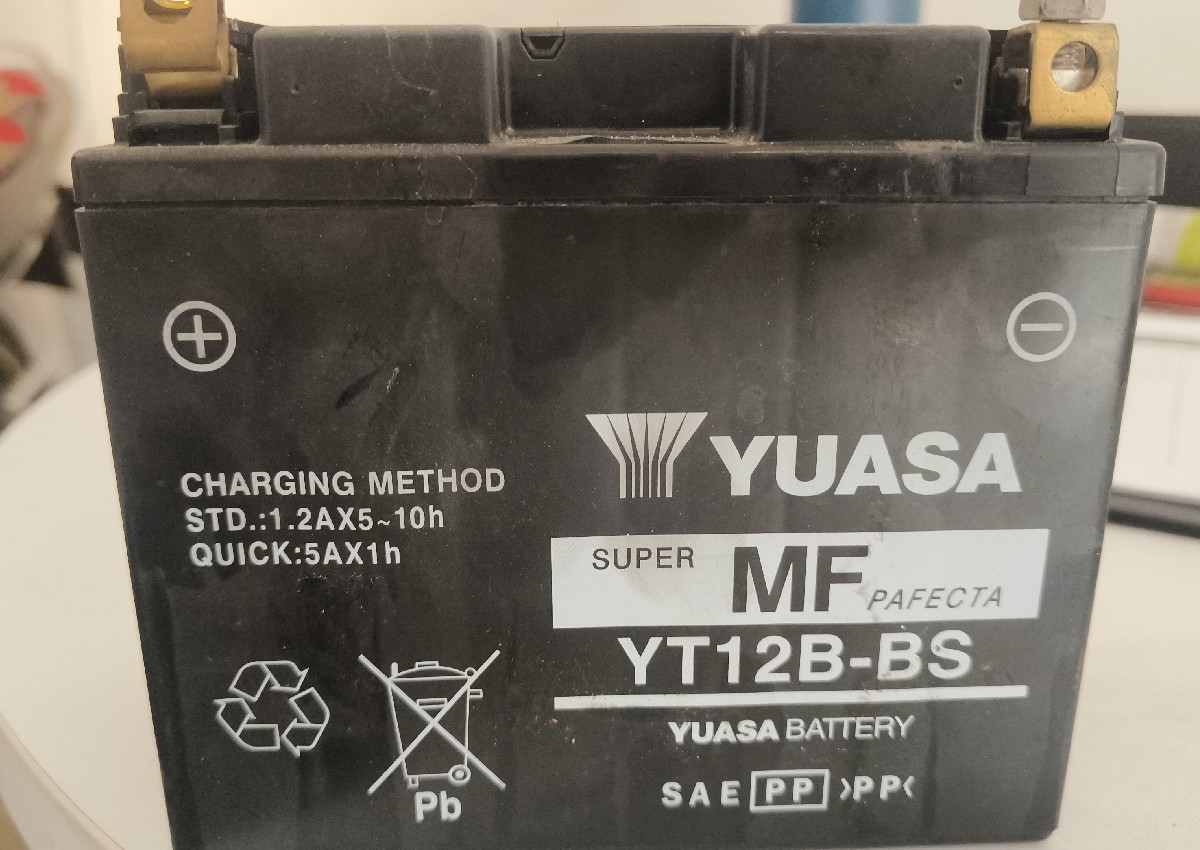 CHARGING METHOD
STD.:1.2AX5~10h
QUICK:5AX1h
Pb
YUASA
SUPER MF PAFECTA
YT12B-BS
YUASA BATTERY
SAE PP >PP<